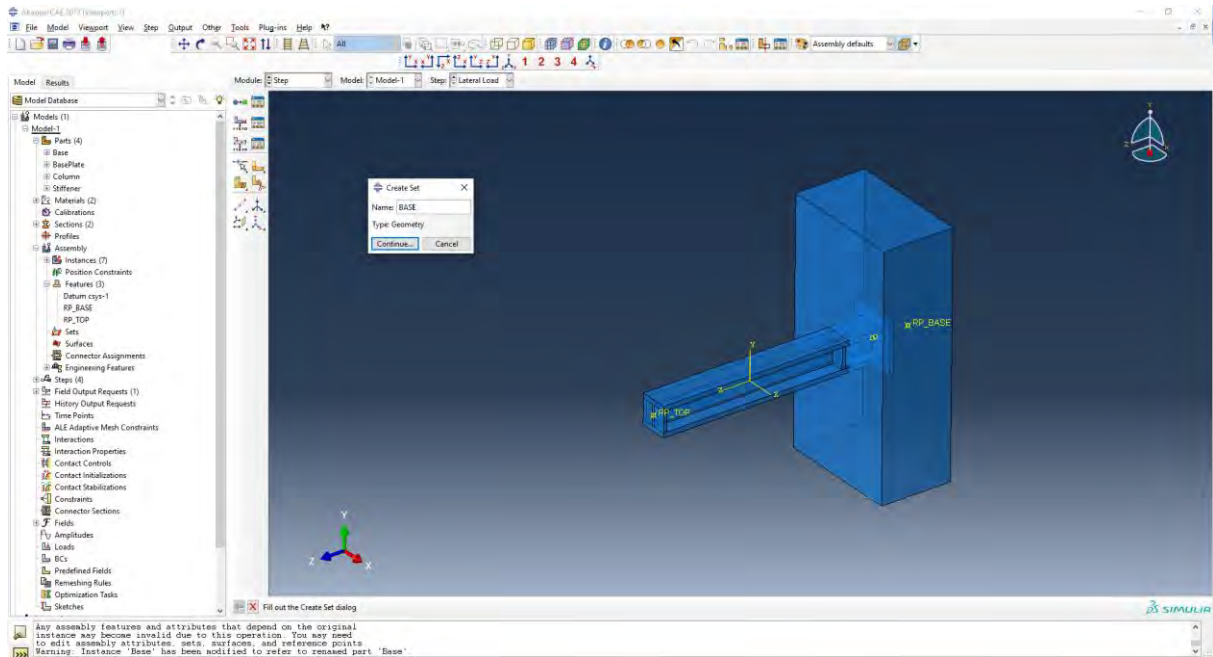 Abaqus/CAE 2017 [Viewport: 1]
File Model Viewport View Step Output Other Tools Plug-ins Help
All
Assembly defaults
1 2 3 4
Model Results
Module: Step Model: Model-1 Step: Lateral Load
Model Database
Models (1)
Model-1
Parts (4)
Base
BasePlate
Column
Stiffener
Materials (2)
Calibrations
Sections (2)
Profiles
Assembly
Instances (7)
Position Constraints
Features (3)
Datum csys-1
RP_BASE
RP_TOP
Sets
Surfaces
Connector Assignments
Engineering Features
Steps (4)
Field Output Requests (1)
History Output Requests
Time Points
ALE Adaptive Mesh Constraints
Interactions
Interaction Properties
Contact Controls
Contact Initializations
Contact Stabilizations
Constraints
Connector Sections
Fields
Amplitudes
Loads
BCs
Predefined Fields
Remeshing Rules
Optimization Tasks
Sketches
Create Set
Name: BASE
Type: Geometry
Continue... Cancel
RP_BASE
RP_TOP
Y
Z
X
Fill out the Create Set dialog
SIMULIA
Any assembly features and attributes that depend on the original
instance may become invalid due to this operation. You may need
to edit assembly attributes, sets, surfaces, and reference points
Warning: Instance 'Base' has been modified to refer to renamed part 'Base'